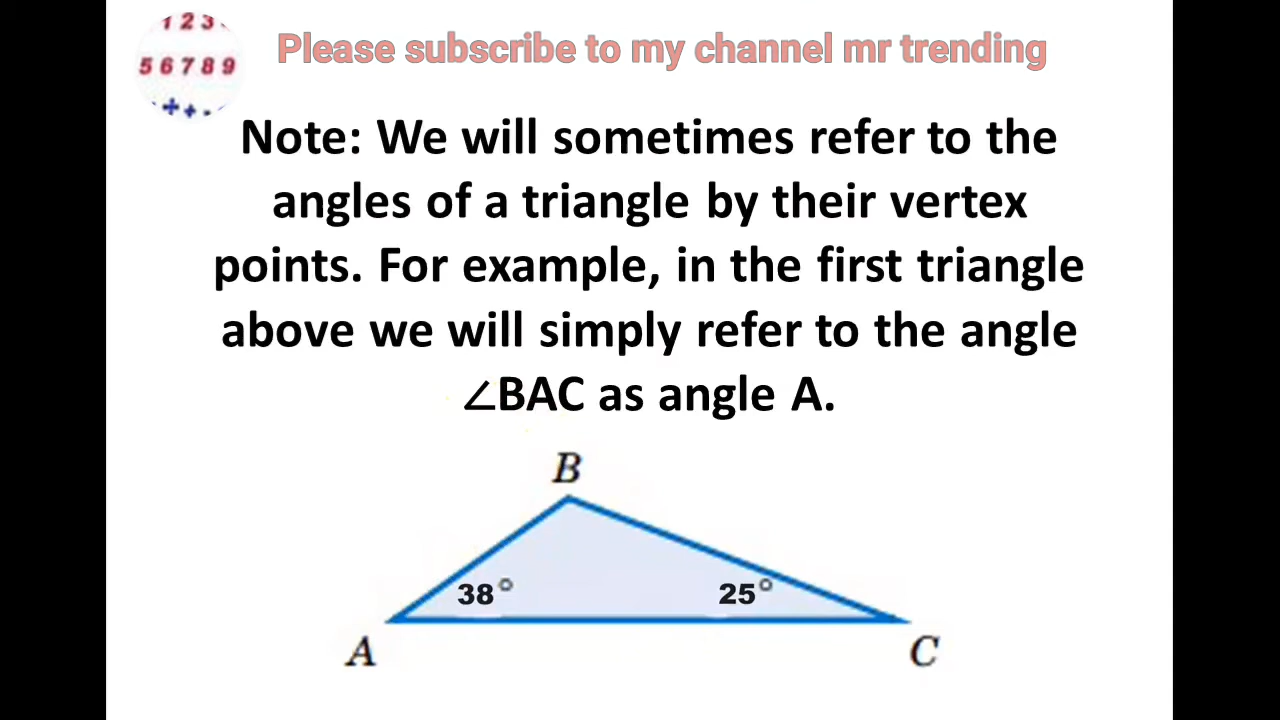 1 2 3
5 6 7 8 9
Please subscribe to my channel mr trending
Note: We will sometimes refer to the
angles of a triangle by their vertex
points. For example, in the first triangle
above we will simply refer to the angle
∠BAC as angle A.
B
38° 25°
A C